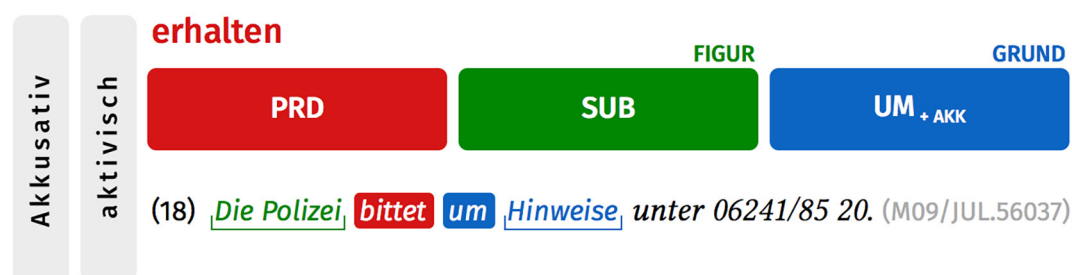 Akkusativ
aktivisch
erhalten
FIGUR
GRUND
PRD
SUB
UM + AKK
(18) Die Polizei bittet um Hinweise unter 06241/85 20. (M09/JUL.56037)